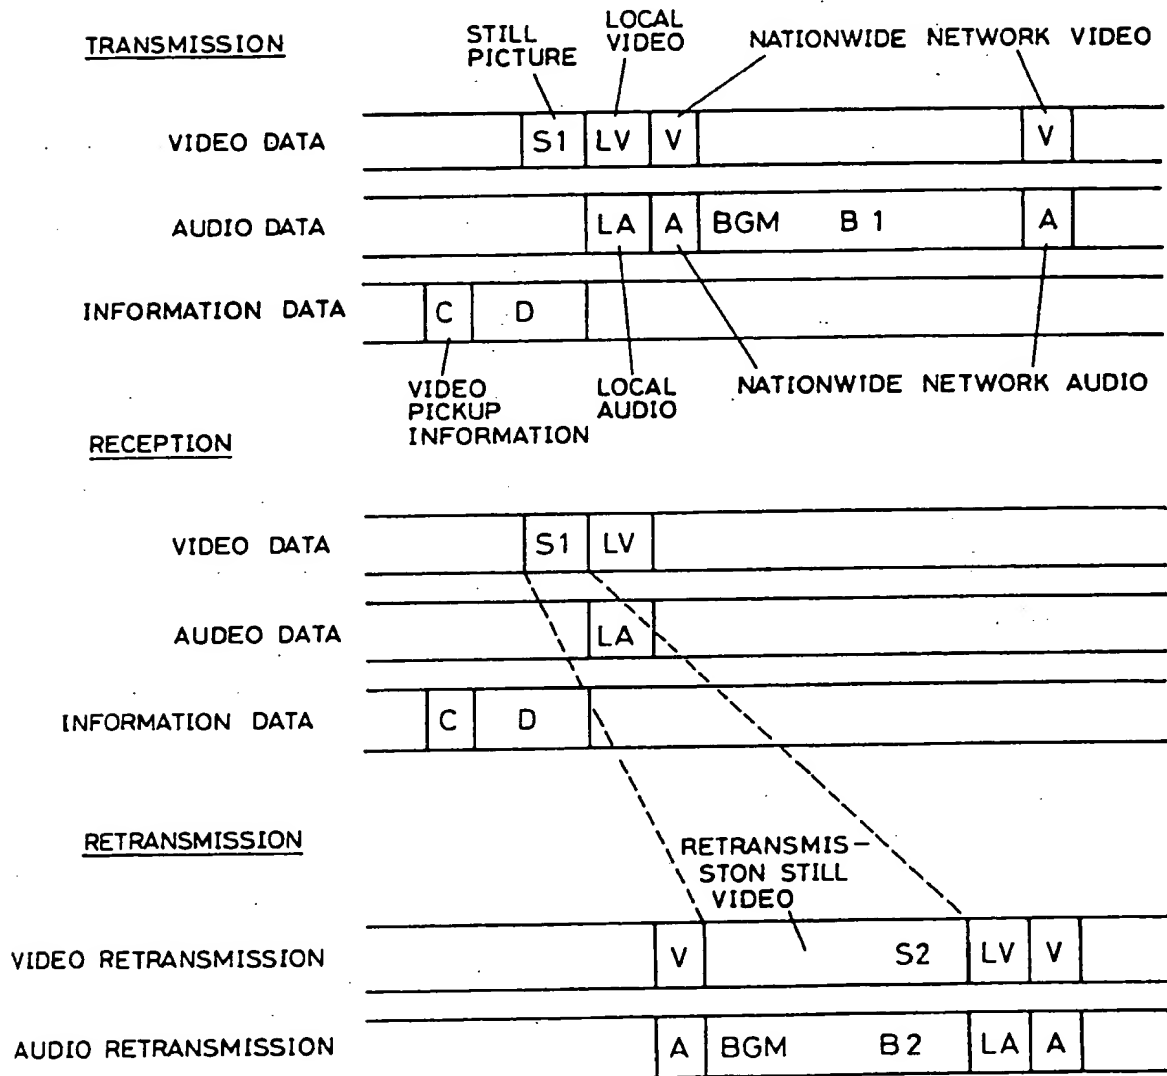 TRANSMISSION
STILL
PICTURE
LOCAL
VIDEO
NATIONWIDE NETWORK VIDEO
VIDEO DATA
S1 LV V V
AUDIO DATA
LA A BGM B1 A
INFORMATION DATA
C D
VIDEO
PICKUP
INFORMATION
LOCAL
AUDIO
NATIONWIDE NETWORK AUDIO
RECEPTION
VIDEO DATA
S1 LV
AUDEO DATA
LA
INFORMATION DATA
C D
RETRANSMISSION
RETRANSMIS-
STON STILL
VIDEO
VIDEO RETRANSMISSION
V S2 LV V
AUDIO RETRANSMISSION
A BGM B2 LA A